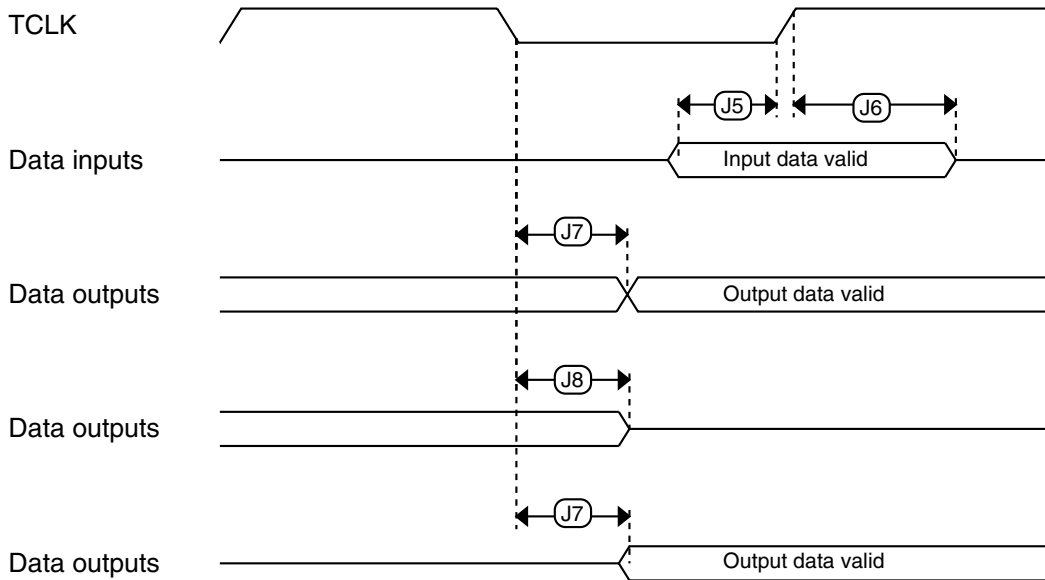 TCLK
J5
J6
Data inputs
Input data valid
J7
Data outputs
Output data valid
J8
Data outputs
J7
Data outputs
Output data valid